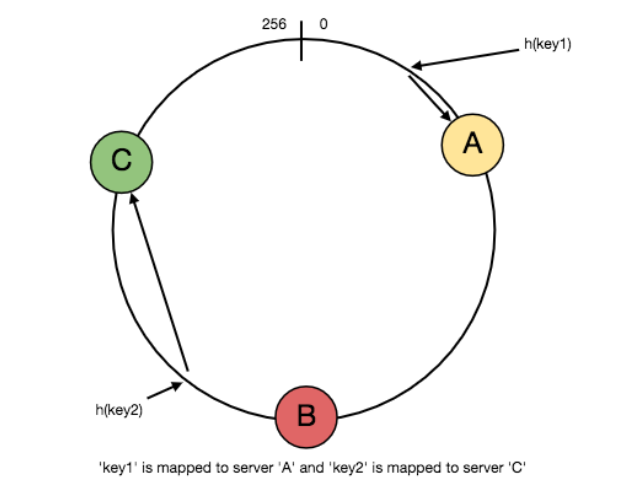 256 0
h(key1)
A
C
h(key2)
B
'key1' is mapped to server 'A' and 'key2' is mapped to server 'C'